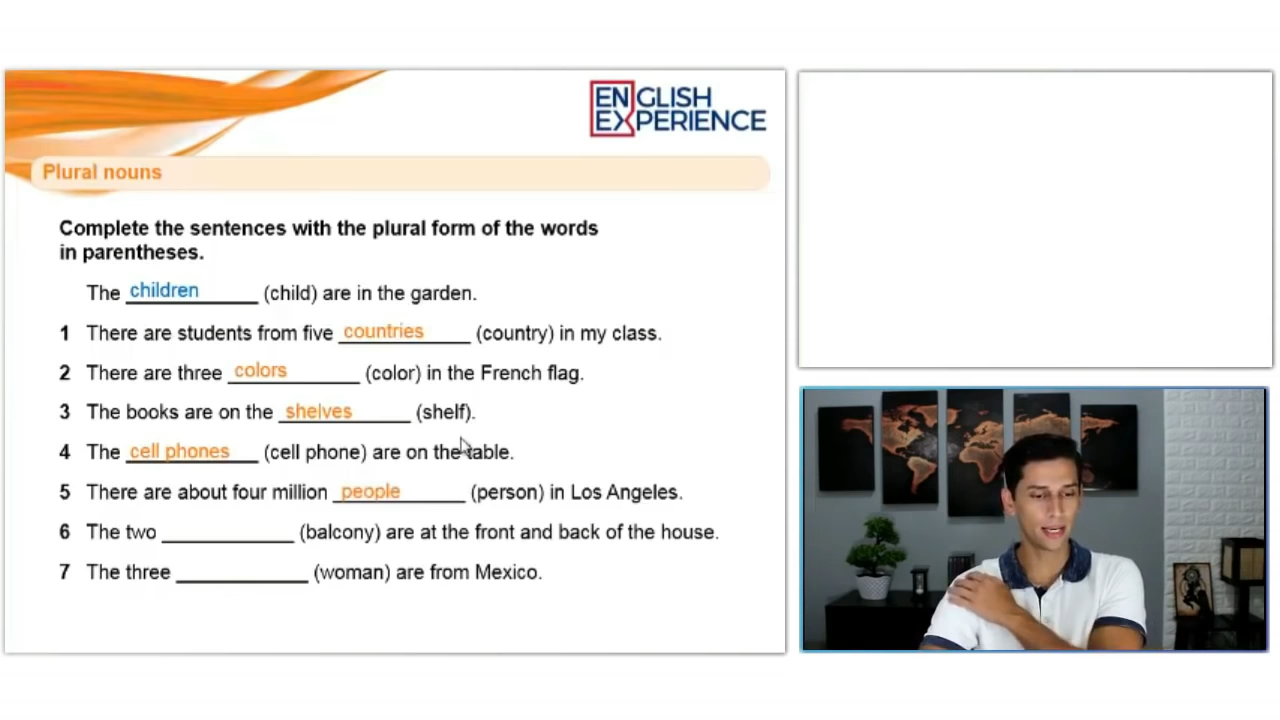 ENGLISH
EXPERIENCE
Plural nouns
Complete the sentences with the plural form of the words
in parentheses.
The children (child) are in the garden.
1 There are students from five countries (country) in my class.
2 There are three colors (color) in the French flag.
3 The books are on the shelves (shelf).
4 The cell phones (cell phone) are on the table.
5 There are about four million people (person) in Los Angeles.
6 The two ____________ (balcony) are at the front and back of the house.
7 The three ____________ (woman) are from Mexico.